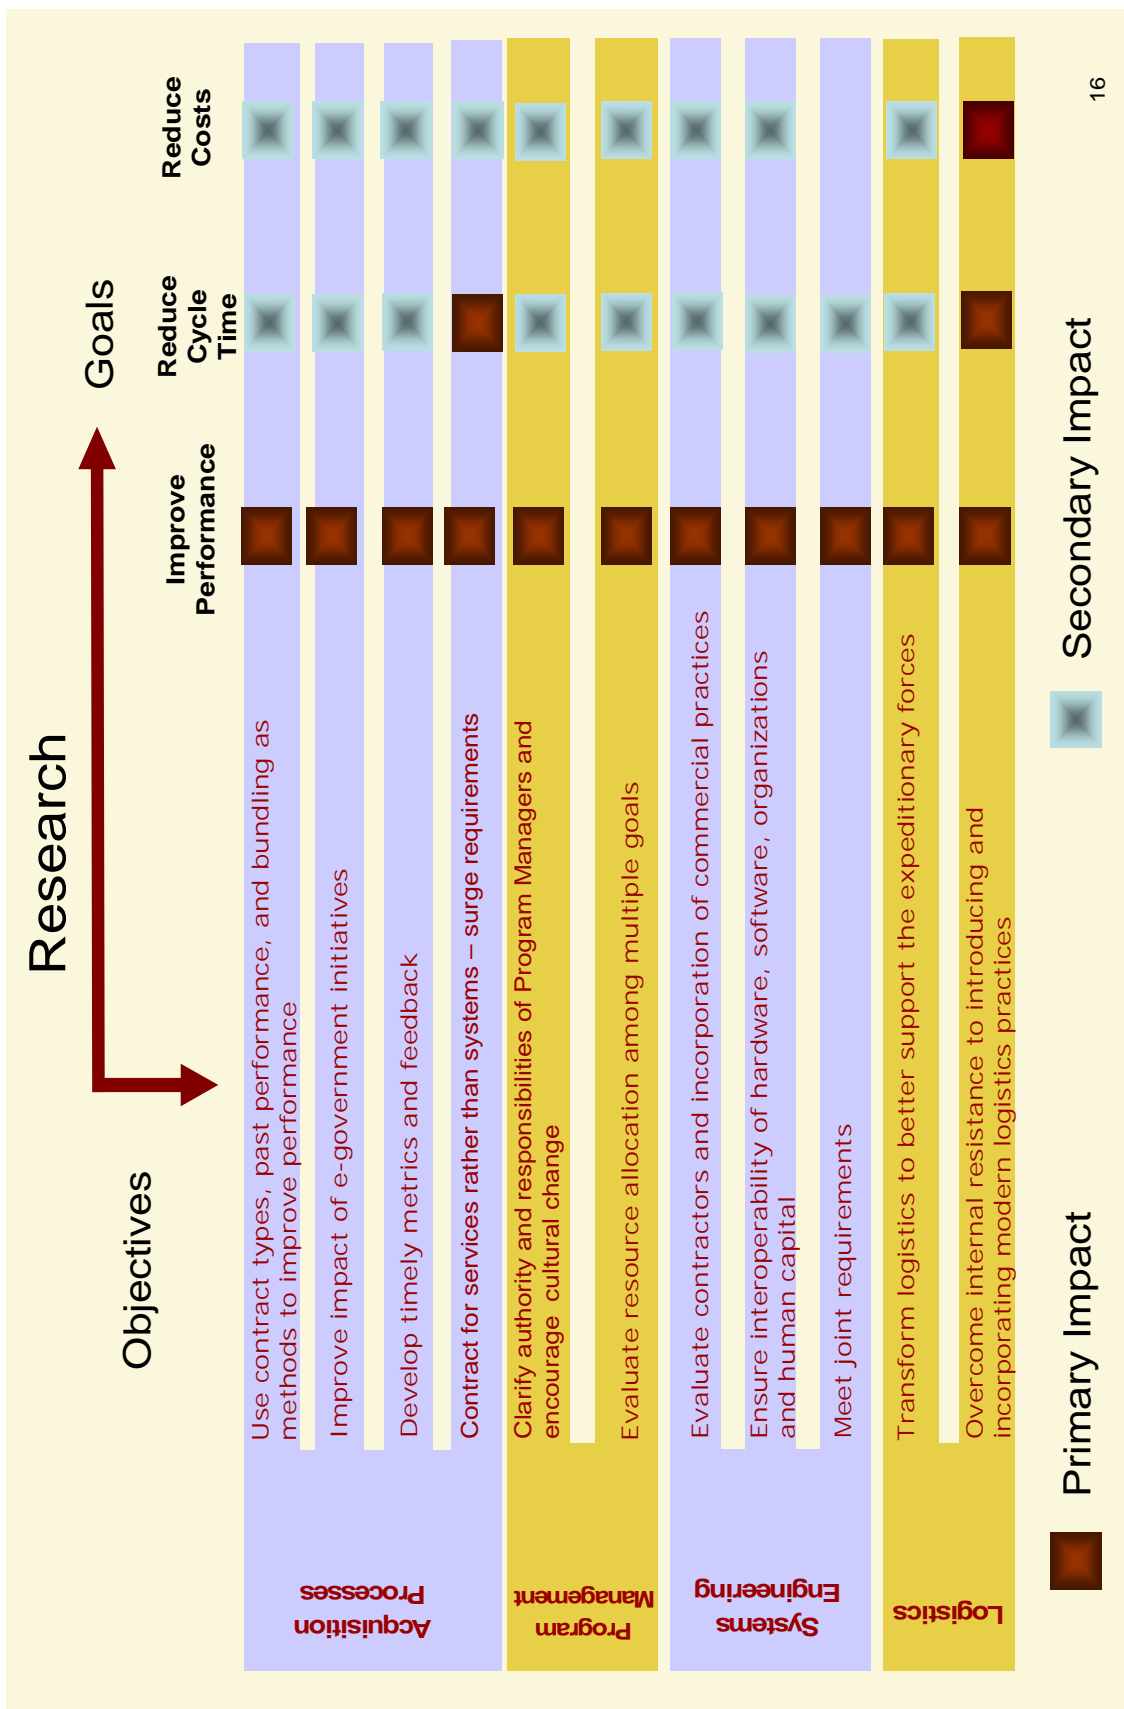 Research
Objectives
Goals
Improve
Performance
Reduce
Cycle
Time
Reduce
Costs
Acquisition
Processes
Use contract types, past performance, and bundling as
methods to improve performance
Improve impact of e-government initiatives
Develop timely metrics and feedback
Contract for services rather than systems – surge requirements
Program
Management
Clarify authority and responsibilities of Program Managers and
encourage cultural change
Evaluate resource allocation among multiple goals
Systems
Engineering
Evaluate contractors and incorporation of commercial practices
Ensure interoperability of hardware, software, organizations
and human capital
Meet joint requirements
Logistics
Transform logistics to better support the expeditionary forces
Overcome internal resistance to introducing and
incorporating modern logistics practices
Primary Impact
Secondary Impact
16